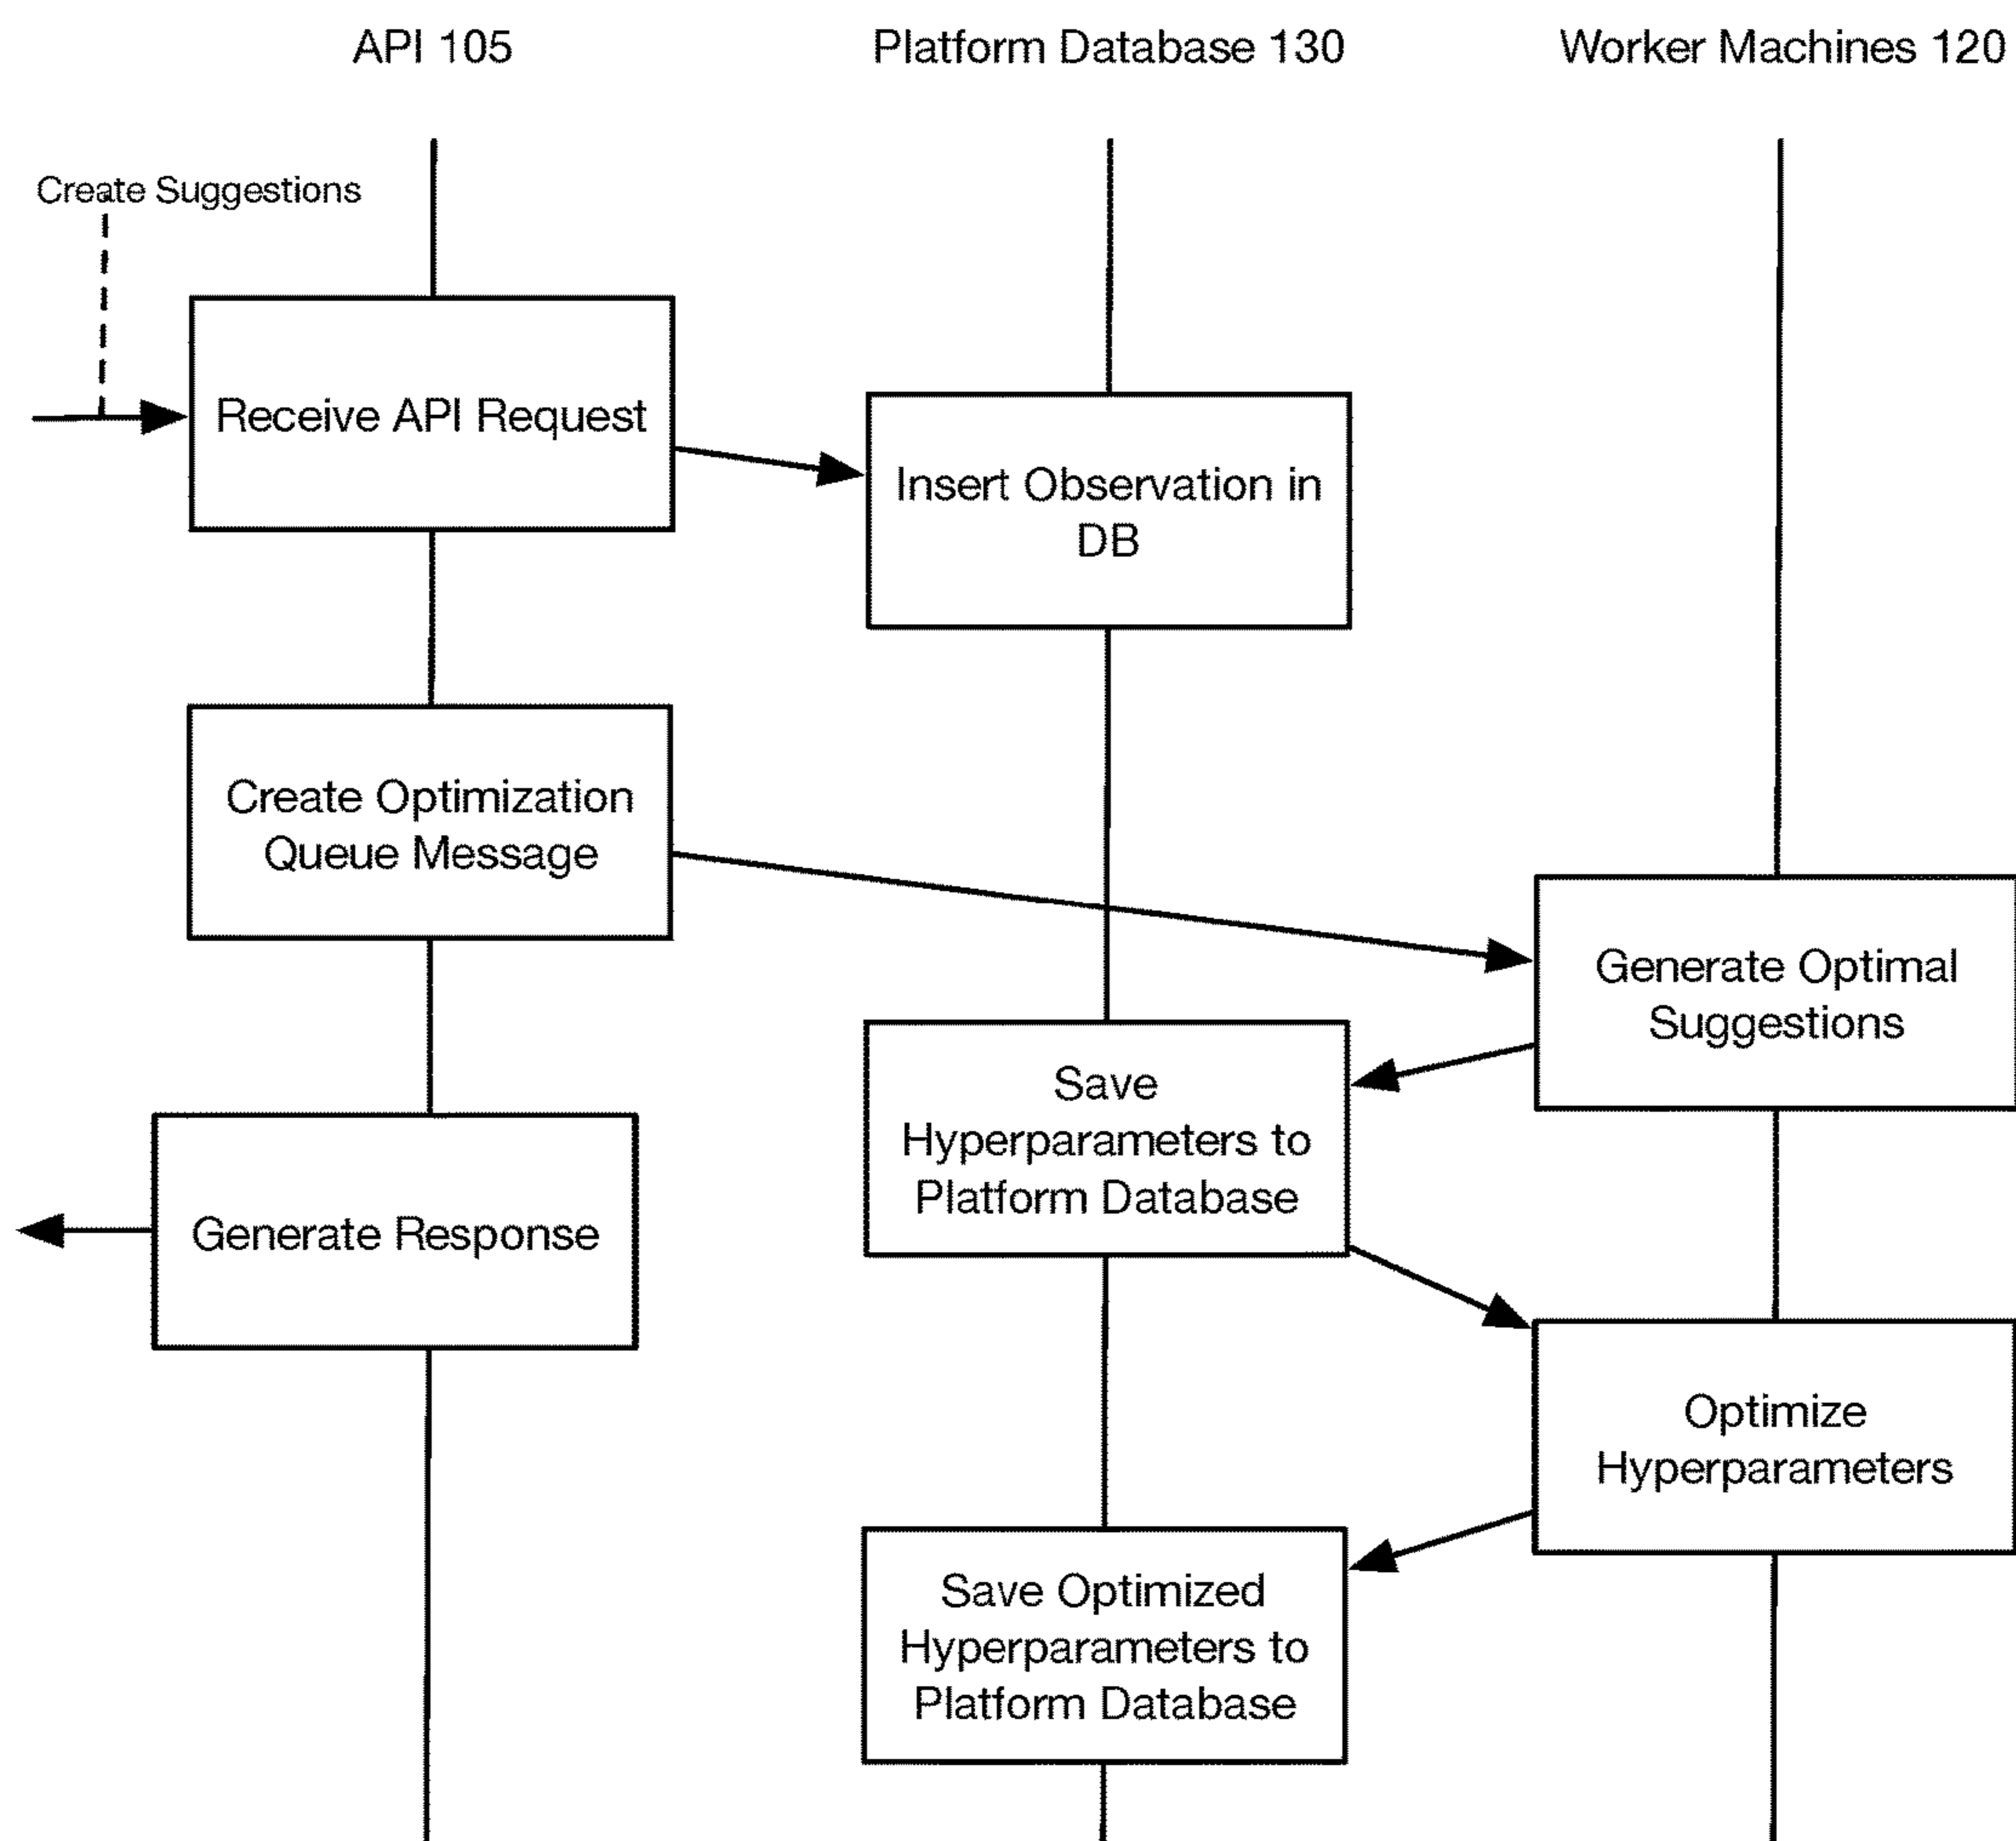 API 105
Platform Database 130
Worker Machines 120
Create Suggestions
Receive API Request
Insert Observation in
DB
Create Optimization
Queue Message
Generate Optimal
Suggestions
Save
Hyperparameters to
Platform Database
Generate Response
Optimize
Hyperparameters
Save Optimized
Hyperparameters to
Platform Database